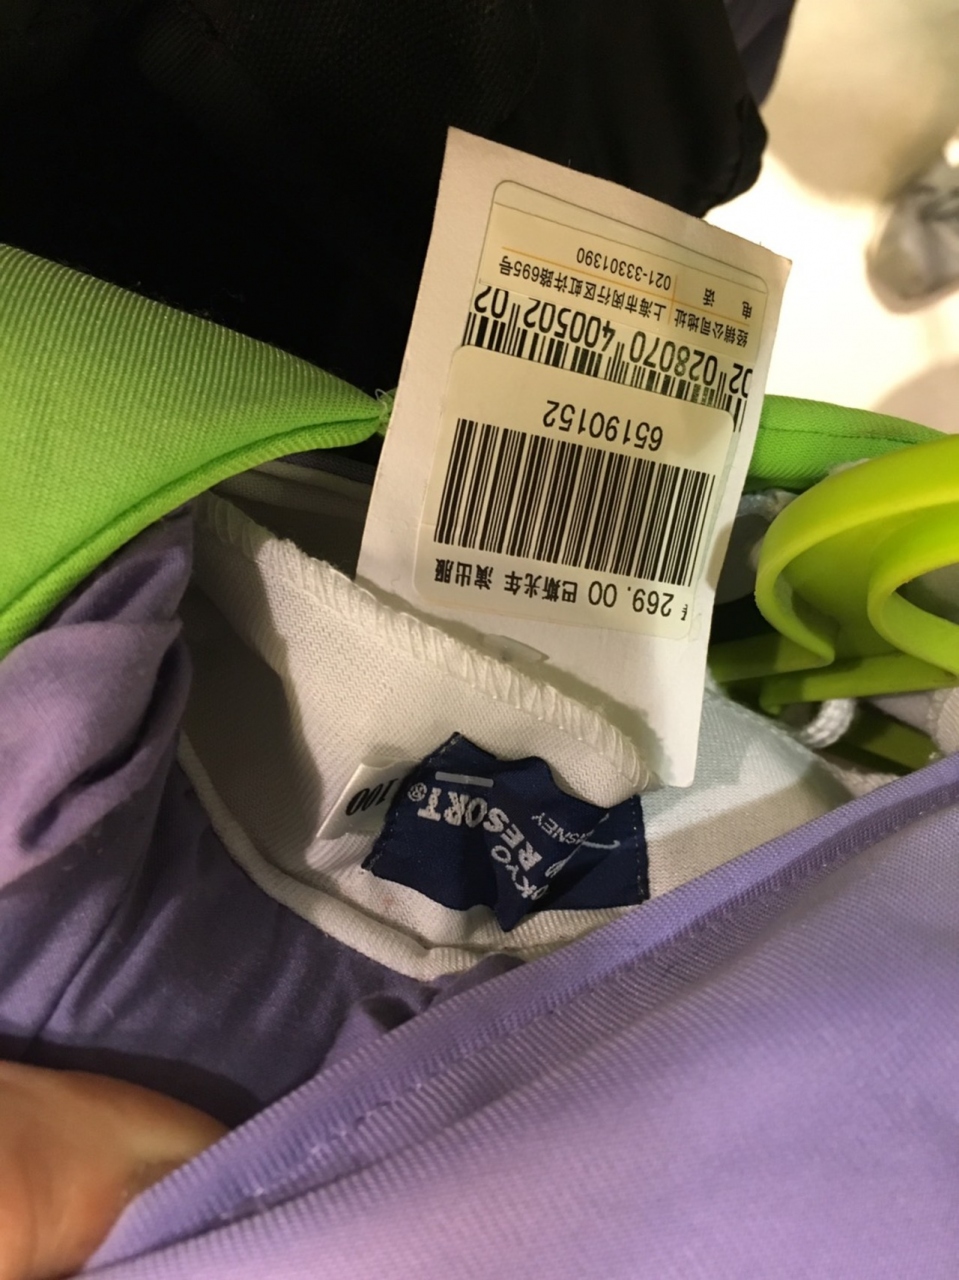 ¥269.00 巴斯光年 演出服
65190152
02 028070 400502 02
经销公司地址 上海市闵行区虹许路695号
电 话 021-33301390
OKYO
DISNEY
RESORT®
100